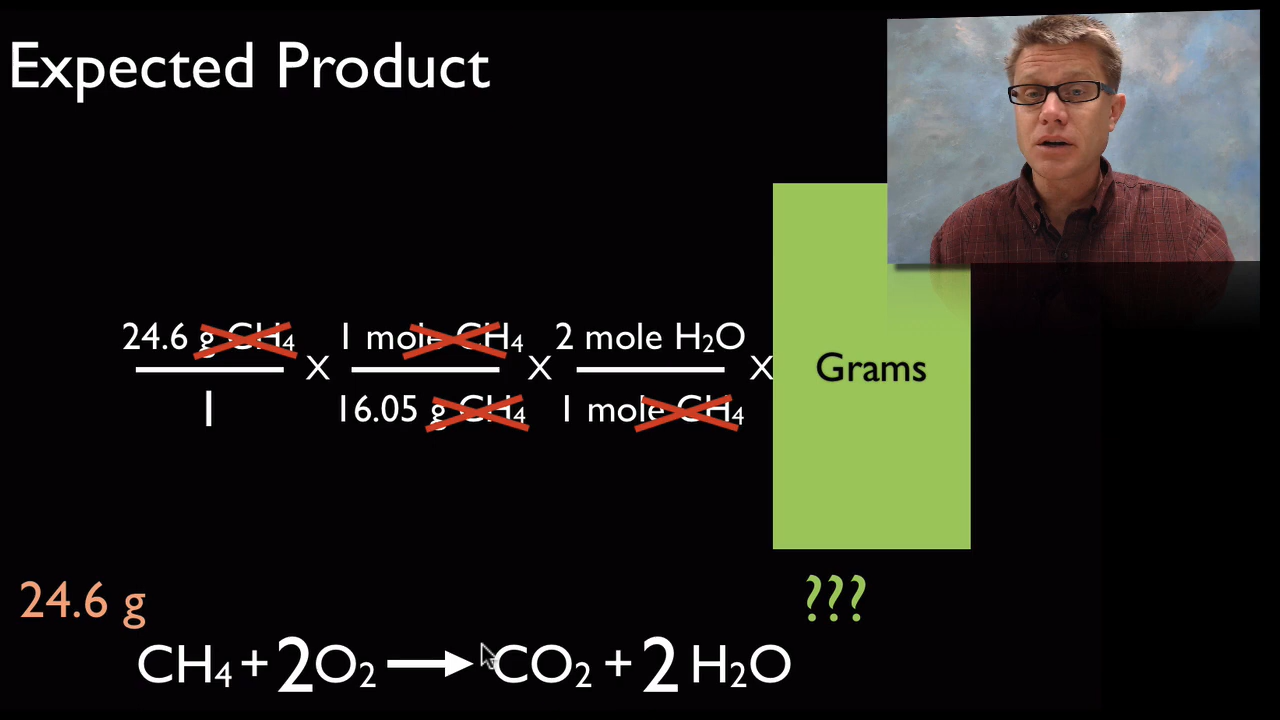 Expected Product
24.6 g CH₄ 1 mole CH₄ 2 mole H₂O
X X X Grams
1 16.05 g CH₄ 1 mole CH₄
24.6 g ???
CH₄ + 2O₂ → CO₂ + 2 H₂O